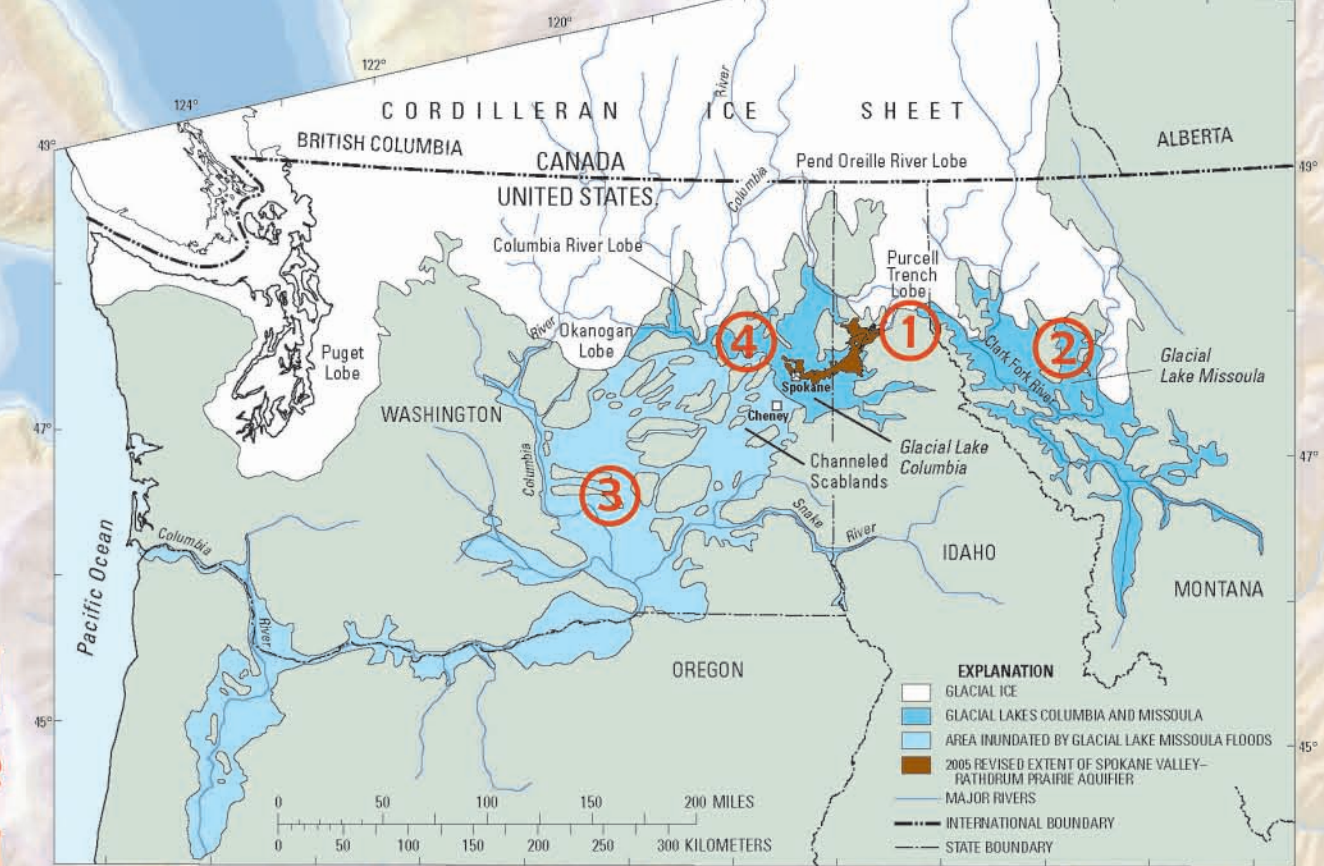 120°
122°
124°
49°
CORDILLERAN ICE SHEET
River
BRITISH COLUMBIA
ALBERTA
CANADA
Pend Oreille River Lobe
49°
UNITED STATES
Columbia
Columbia River Lobe
Purcell
Trench
Lobe
River
Okanogan
Lobe
④
①
②
Puget
Lobe
Clark Fork River
Glacial
Lake Missoula
Spokane
WASHINGTON
Cheney
47°
Glacial Lake
Columbia
47°
Channeled
Scablands
Columbia
③
Snake
River
Columbia
IDAHO
Pacific Ocean
MONTANA
River
OREGON
EXPLANATION
GLACIAL ICE
GLACIAL LAKES COLUMBIA AND MISSOULA
45°
AREA INUNDATED BY GLACIAL LAKE MISSOULA FLOODS
45°
2005 REVISED EXTENT OF SPOKANE VALLEY–
RATHDRUM PRAIRIE AQUIFIER
MAJOR RIVERS
INTERNATIONAL BOUNDARY
STATE BOUNDARY
0 50 100 150 200 MILES
0 50 100 150 200 250 300 KILOMETERS